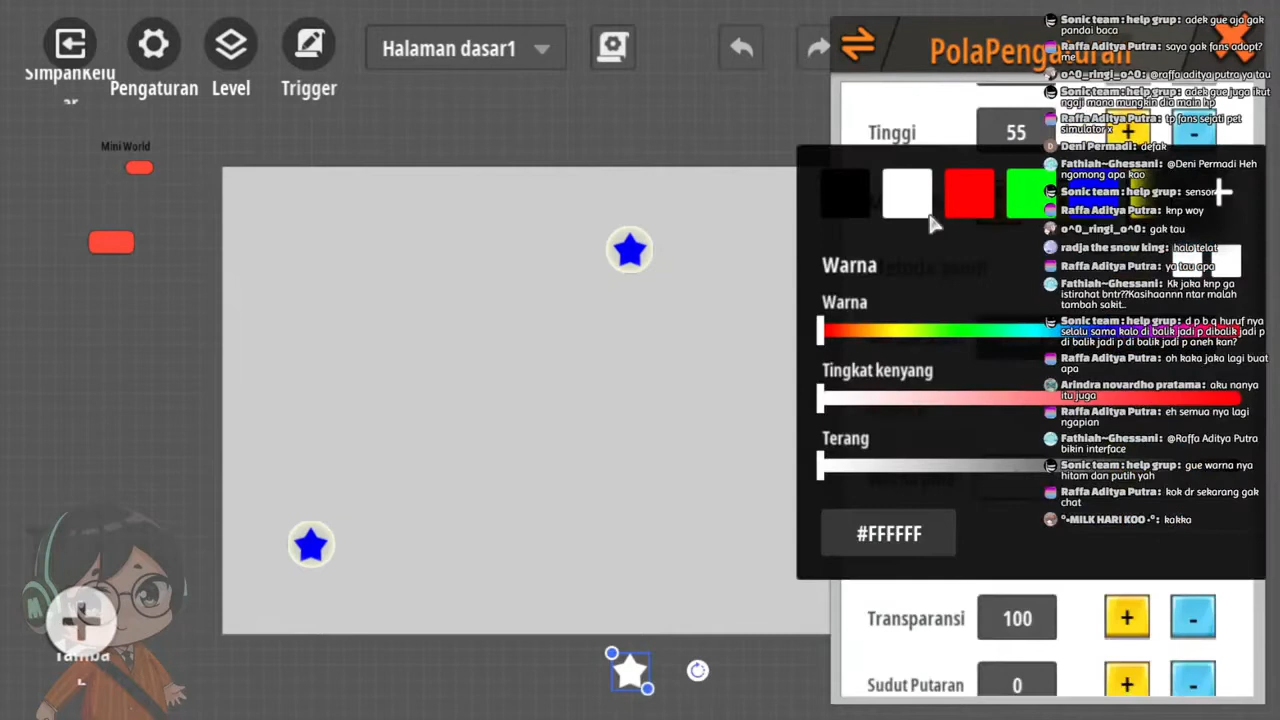 SimpanKelu
ar
Pengaturan
Level
Trigger
Halaman dasar1
Mini World
Tamba
PolaPengaturan
Tinggi
55
+
-
Warna
Warna
Tingkat kenyang
Terang
#FFFFFF
Transparansi
100
+
-
Sudut Putaran
0
+
-
Sonic team : help grup: adek gue aja gak
pandai baca
Raffa Aditya Putra: saya gak fans adopt?
me
o^0_ringi_o^0: @raffa aditya putra ya tau
Sonic team : help grup: adek gue juga ikut
ngaji mana mungkin dia main hp
Raffa Aditya Putra: tp fans sejati pet
simulator x
Deni Permadi: defak
Fathiah~Ghessani: @Deni Permadi Heh
ngomong apa kao
Sonic team : help grup: sensor
Raffa Aditya Putra: knp woy
o^0_ringi_o^0: gak tau
radja the snow king: halo telat
Raffa Aditya Putra: ya tau apa
Fathiah~Ghessani: Kk jaka knp ga
istirahat bntr??Kasihaannn ntar malah
tambah sakit..
Sonic team : help grup: d p b q huruf nya
selalu sama kalo di balik jadi p dibalik jadi p
di balik jadi p di balik jadi p aneh kan?
Raffa Aditya Putra: oh kaka jaka lagi buat
apa
Arindra novardho pratama: aku nanya
itu juga
Raffa Aditya Putra: eh semua nya lagi
ngapian
Fathiah~Ghessani: @Raffa Aditya Putra
bikin interface
Sonic team : help grup: gue warna nya
hitam dan putih yah
Raffa Aditya Putra: kok dr sekarang gak
chat
°•MILK HARI KOO •°: kakka